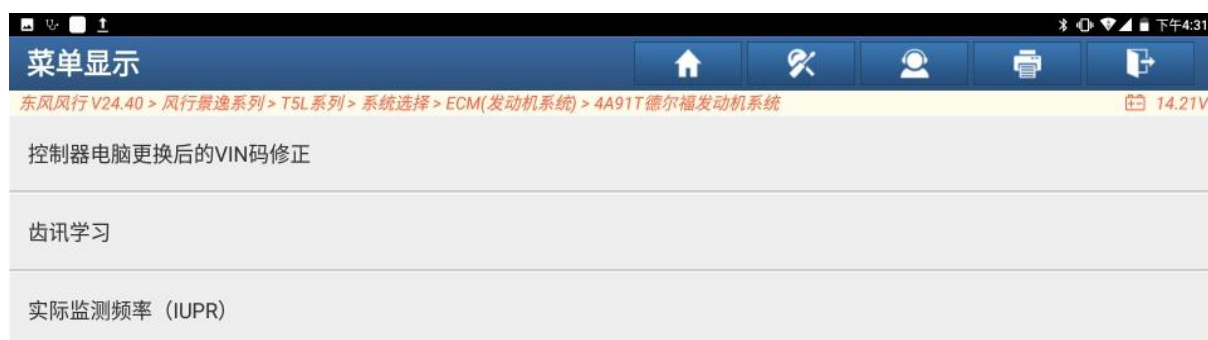 下午4:31
菜单显示
东风风行 V24.40 > 风行景逸系列 > T5L系列 > 系统选择 > ECM(发动机系统) > 4A91T德尔福发动机系统 14.21V
控制器电脑更换后的VIN码修正
齿讯学习
实际监测频率（IUPR）